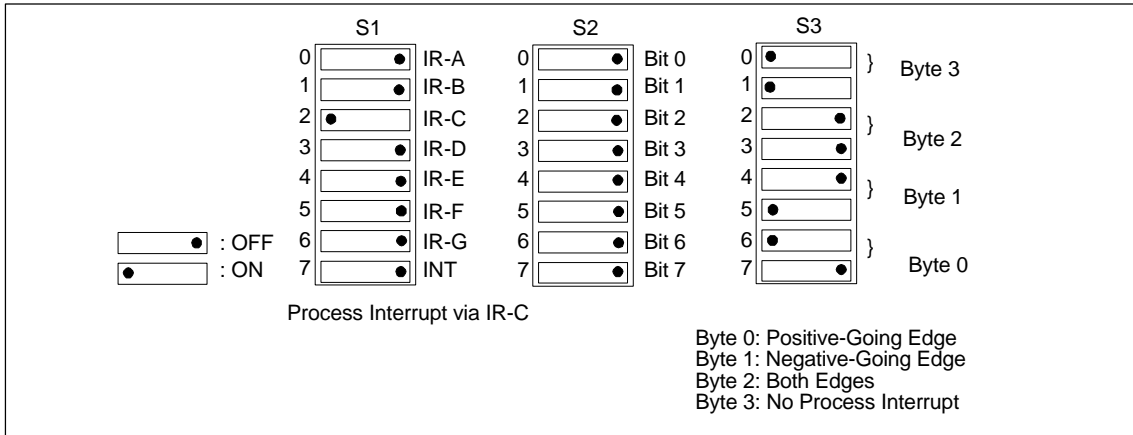 S1 S2 S3
0 IR-A 0 Bit 0 0 } Byte 3
1 IR-B 1 Bit 1 1
2 IR-C 2 Bit 2 2 } Byte 2
3 IR-D 3 Bit 3 3
4 IR-E 4 Bit 4 4 } Byte 1
5 IR-F 5 Bit 5 5
: OFF 6 IR-G 6 Bit 6 6 } Byte 0
: ON 7 INT 7 Bit 7 7
Process Interrupt via IR-C
Byte 0: Positive-Going Edge
Byte 1: Negative-Going Edge
Byte 2: Both Edges
Byte 3: No Process Interrupt